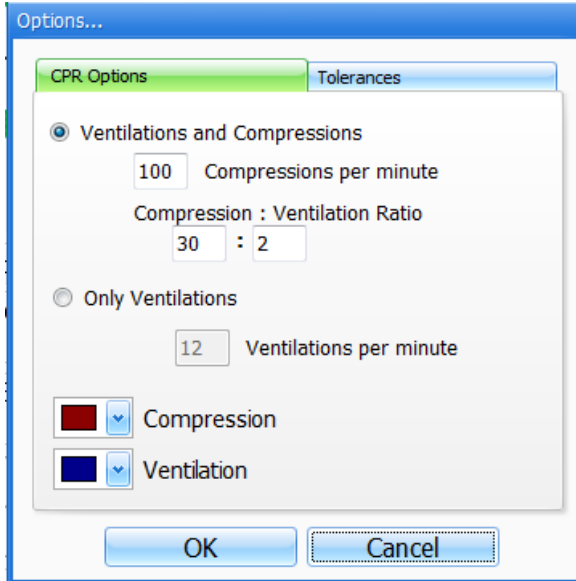 Options...
CPR Options Tolerances
Ventilations and Compressions
100 Compressions per minute
Compression : Ventilation Ratio
30 : 2
Only Ventilations
12 Ventilations per minute
Compression
Ventilation
OK Cancel